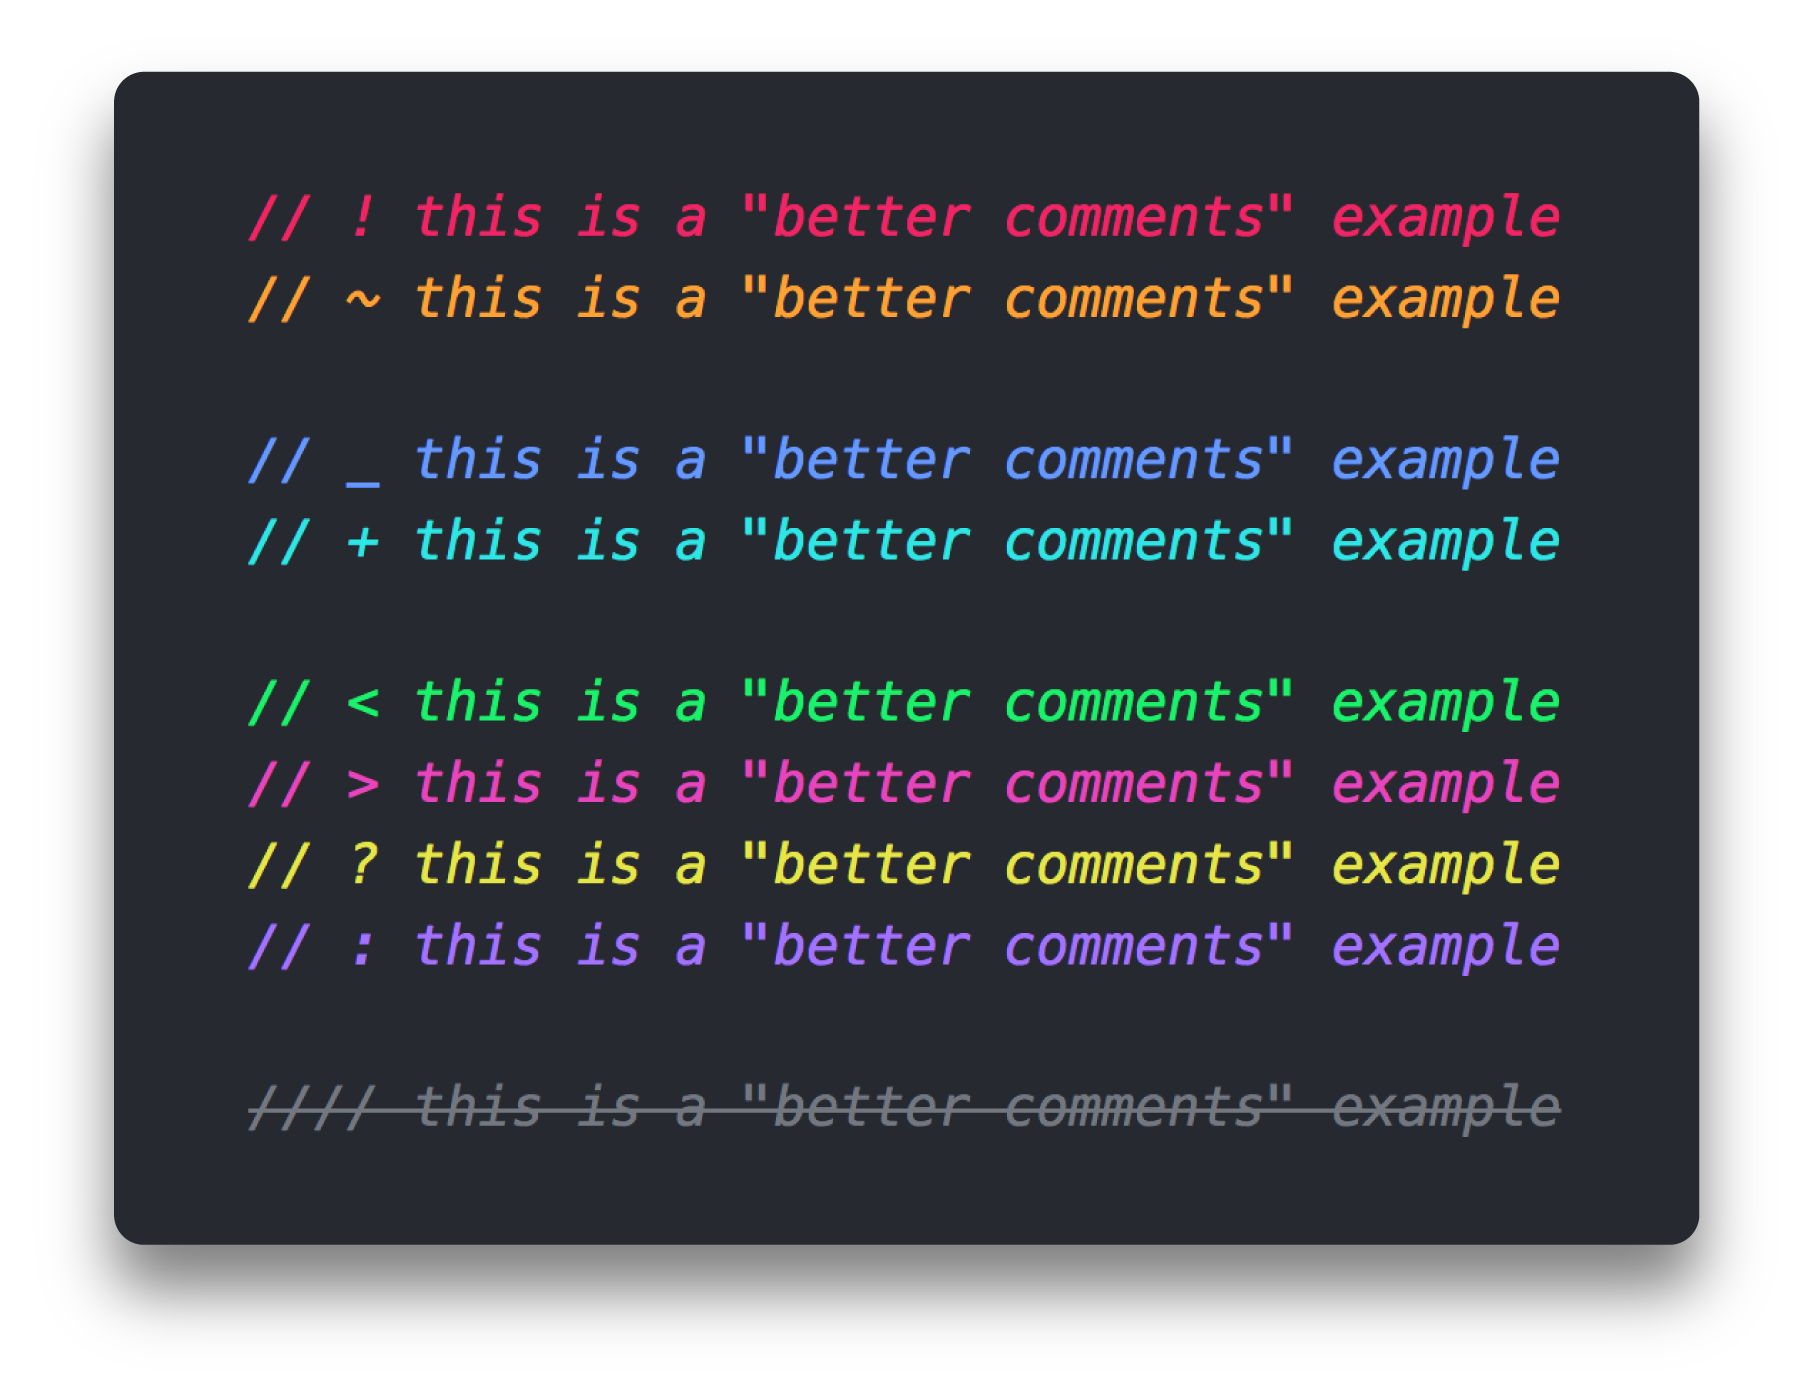 // ! this is a "better comments" example
// ~ this is a "better comments" example
// _ this is a "better comments" example
// + this is a "better comments" example
// < this is a "better comments" example
// > this is a "better comments" example
// ? this is a "better comments" example
// : this is a "better comments" example
//// this is a "better comments" example